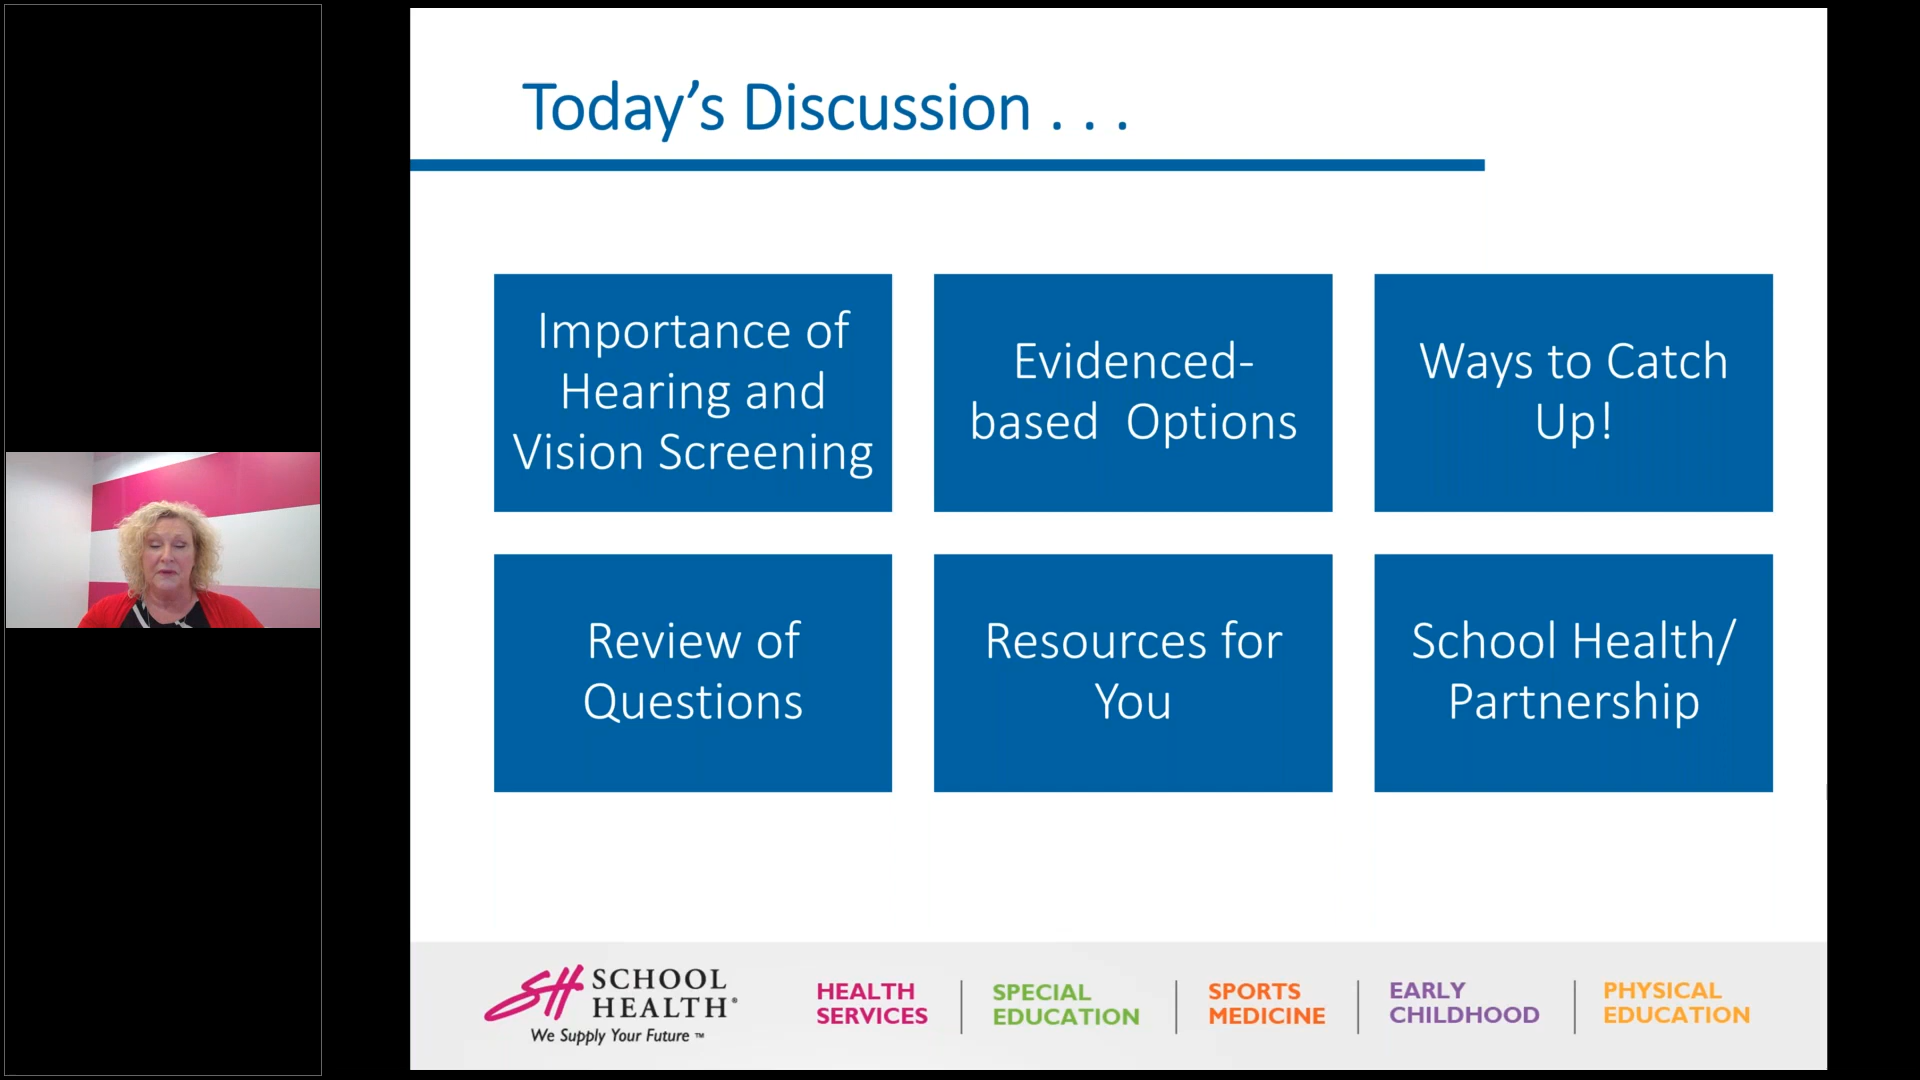 Today’s Discussion . . .
Importance of
Hearing and
Vision Screening
Evidenced-
based  Options
Ways to Catch
Up!
Review of
Questions
Resources for
You
School Health/
Partnership
SH SCHOOL
HEALTH®
We Supply Your Future ™
HEALTH
SERVICES
SPECIAL
EDUCATION
SPORTS
MEDICINE
EARLY
CHILDHOOD
PHYSICAL
EDUCATION